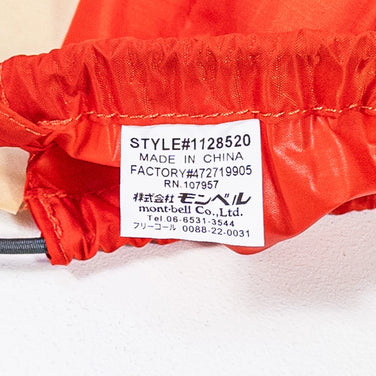 STYLE#1128520
MADE IN CHINA
FACTORY#472719905
RN.107957
株式会社モンベル
mont-bell Co.,Ltd.
Tel.06-6531-3544
フリーコール 0088-22-0031